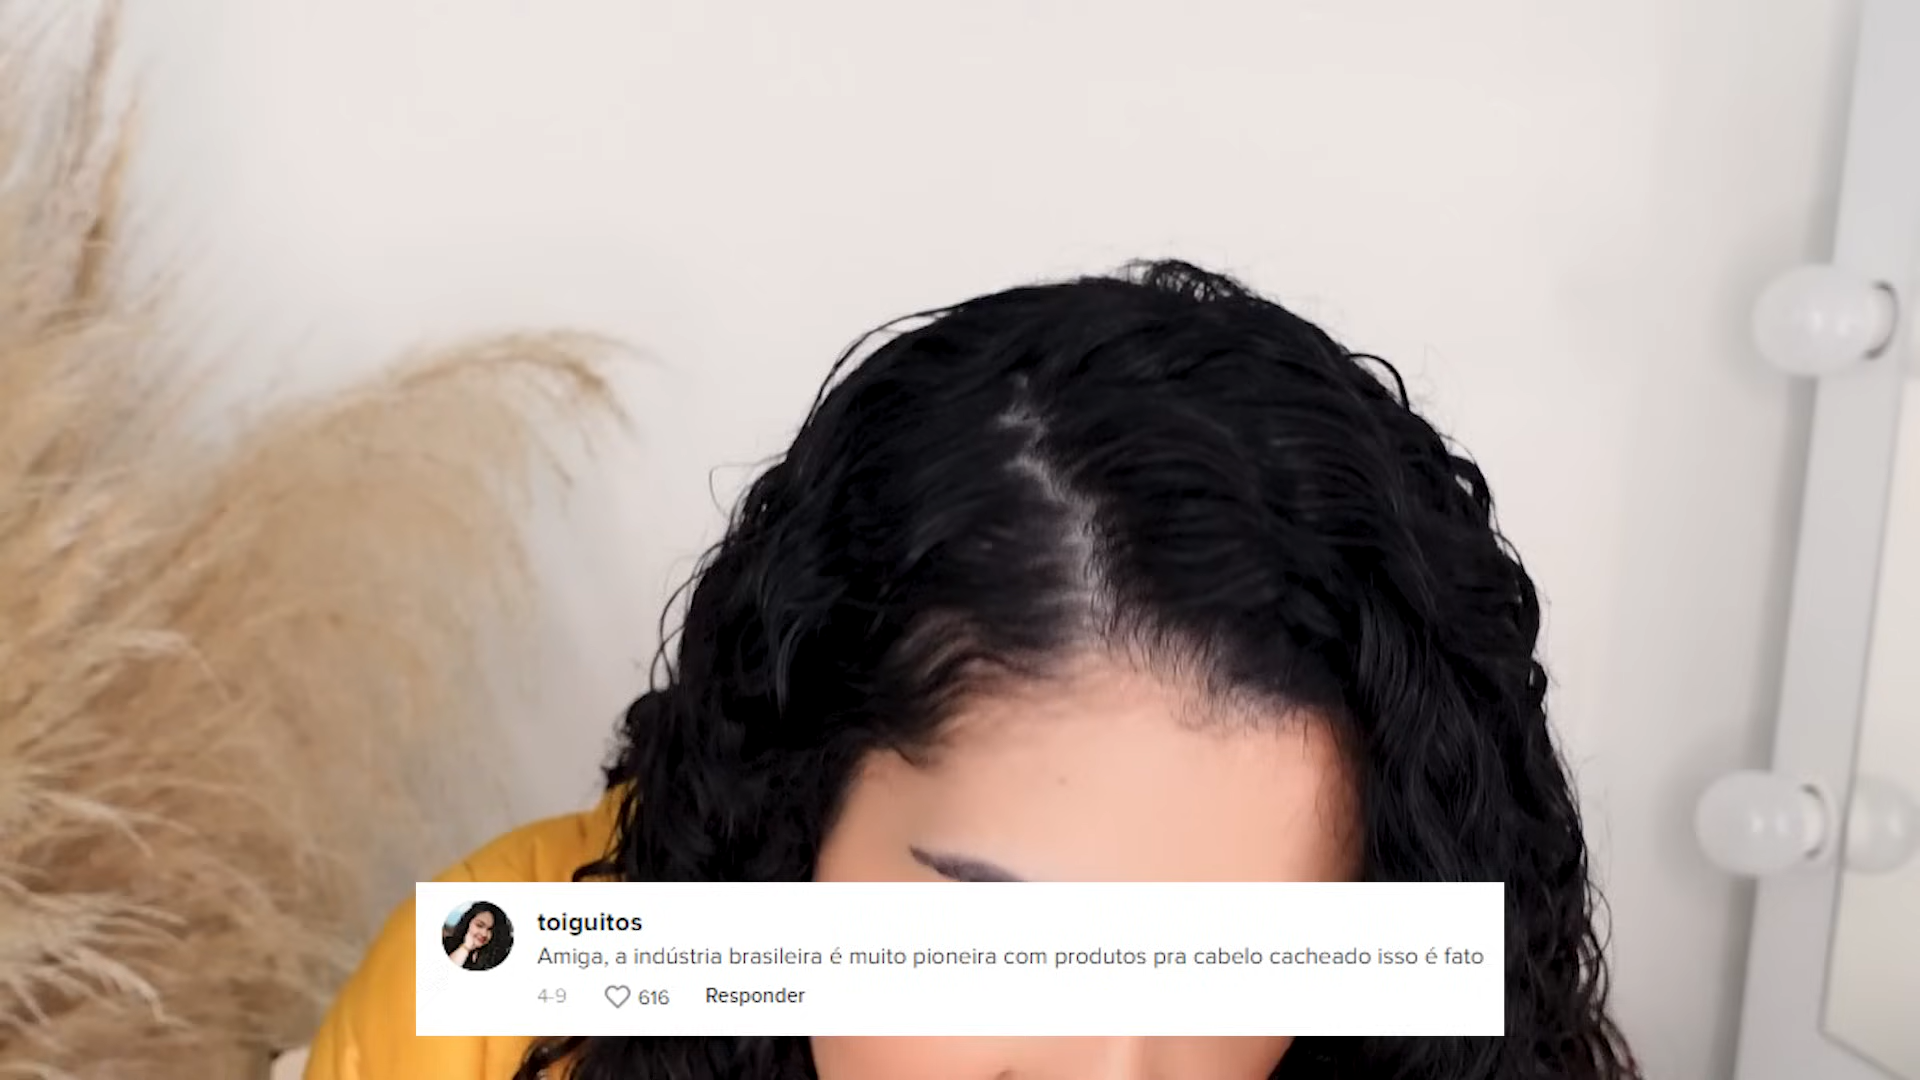 toiguitos
Amiga, a indústria brasileira é muito pioneira com produtos pra cabelo cacheado isso é fato
4-9 616 Responder